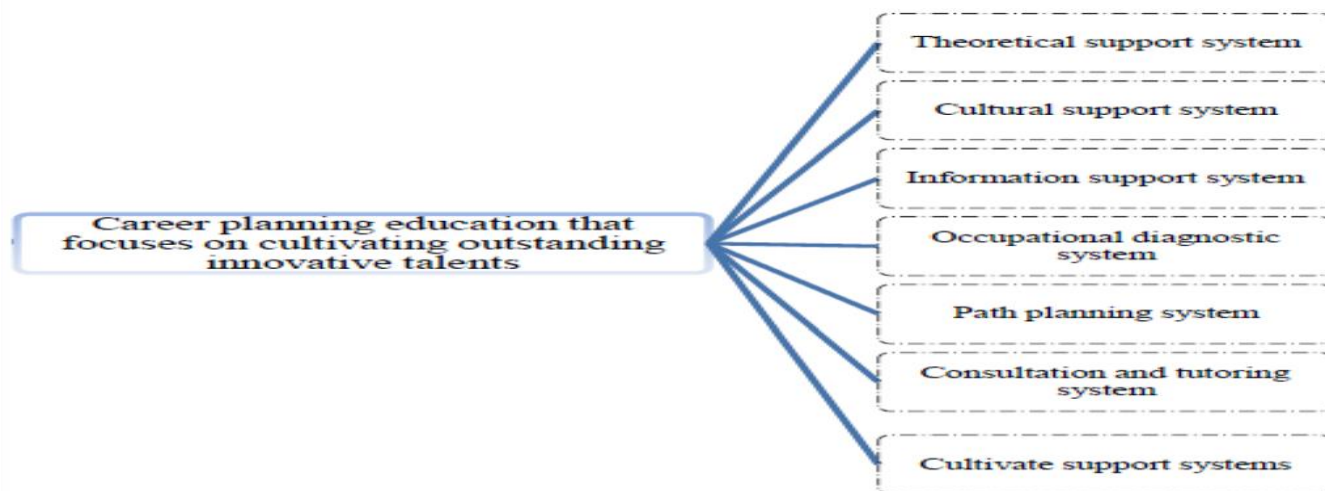 Theoretical support system
Cultural support system
Information support system
Career planning education that
focuses on cultivating outstanding
innovative talents
Occupational diagnostic
system
Path planning system
Consultation and tutoring
system
Cultivate support systems